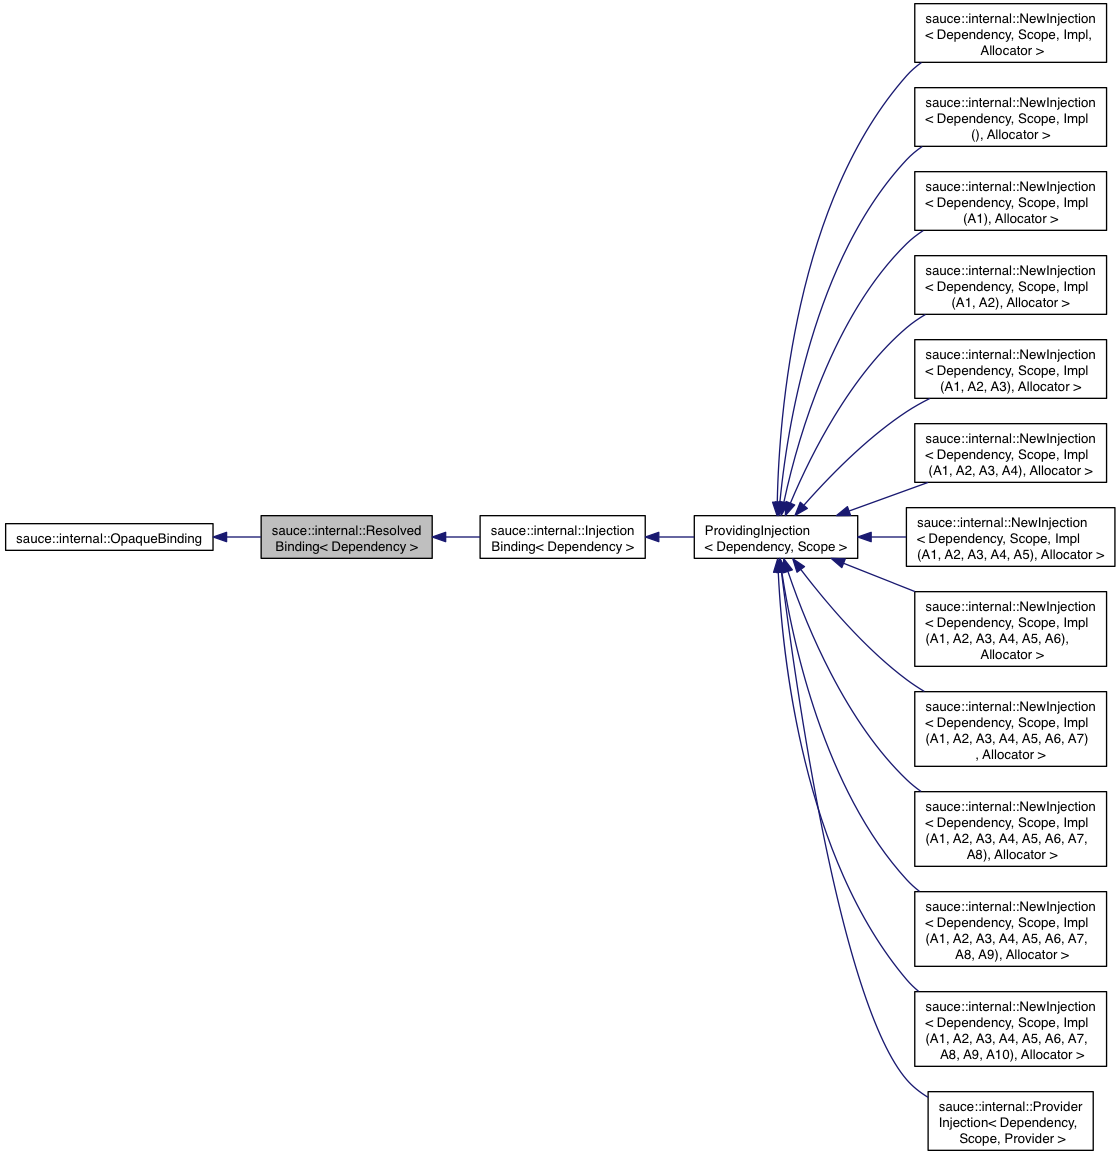 sauce::internal::NewInjection
< Dependency, Scope, Impl,
Allocator >
sauce::internal::NewInjection
< Dependency, Scope, Impl
(), Allocator >
sauce::internal::NewInjection
< Dependency, Scope, Impl
(A1), Allocator >
sauce::internal::NewInjection
< Dependency, Scope, Impl
(A1, A2), Allocator >
sauce::internal::NewInjection
< Dependency, Scope, Impl
(A1, A2, A3), Allocator >
sauce::internal::NewInjection
< Dependency, Scope, Impl
(A1, A2, A3, A4), Allocator >
sauce::internal::OpaqueBinding
sauce::internal::Resolved
Binding< Dependency >
sauce::internal::Injection
Binding< Dependency >
ProvidingInjection
< Dependency, Scope >
sauce::internal::NewInjection
< Dependency, Scope, Impl
(A1, A2, A3, A4, A5), Allocator >
sauce::internal::NewInjection
< Dependency, Scope, Impl
(A1, A2, A3, A4, A5, A6),
Allocator >
sauce::internal::NewInjection
< Dependency, Scope, Impl
(A1, A2, A3, A4, A5, A6, A7)
, Allocator >
sauce::internal::NewInjection
< Dependency, Scope, Impl
(A1, A2, A3, A4, A5, A6, A7,
A8), Allocator >
sauce::internal::NewInjection
< Dependency, Scope, Impl
(A1, A2, A3, A4, A5, A6, A7,
A8, A9), Allocator >
sauce::internal::NewInjection
< Dependency, Scope, Impl
(A1, A2, A3, A4, A5, A6, A7,
A8, A9, A10), Allocator >
sauce::internal::Provider
Injection< Dependency,
Scope, Provider >